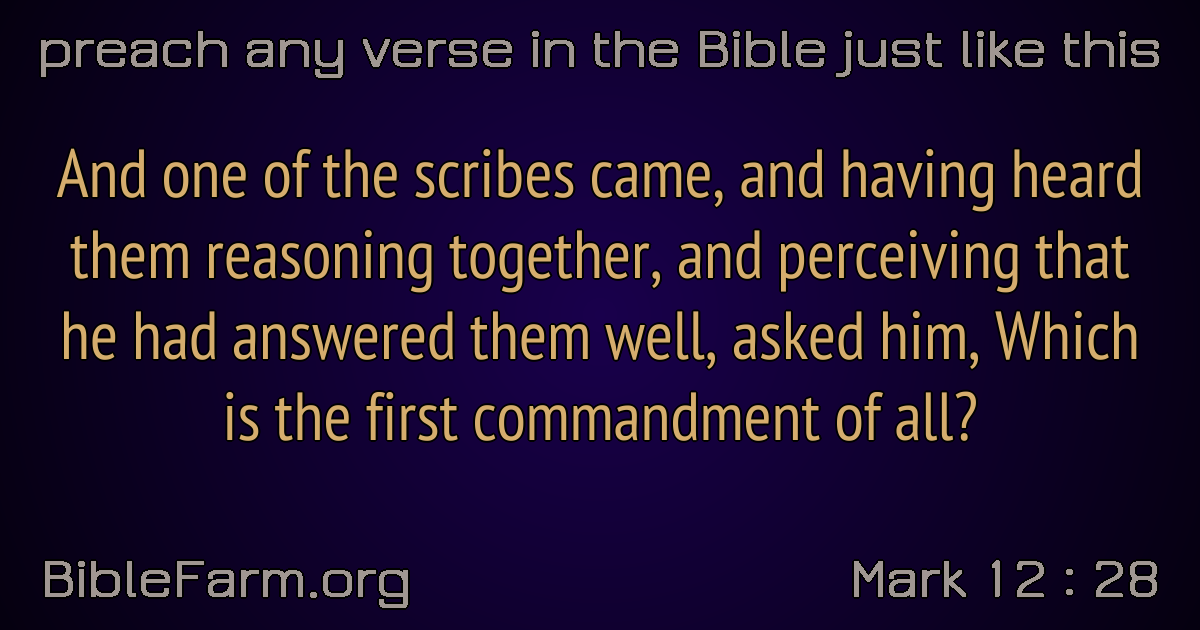 preach any verse in the Bible just like this
And one of the scribes came, and having heard
them reasoning together, and perceiving that
he had answered them well, asked him, Which
is the first commandment of all?
BibleFarm.org
Mark 12 : 28